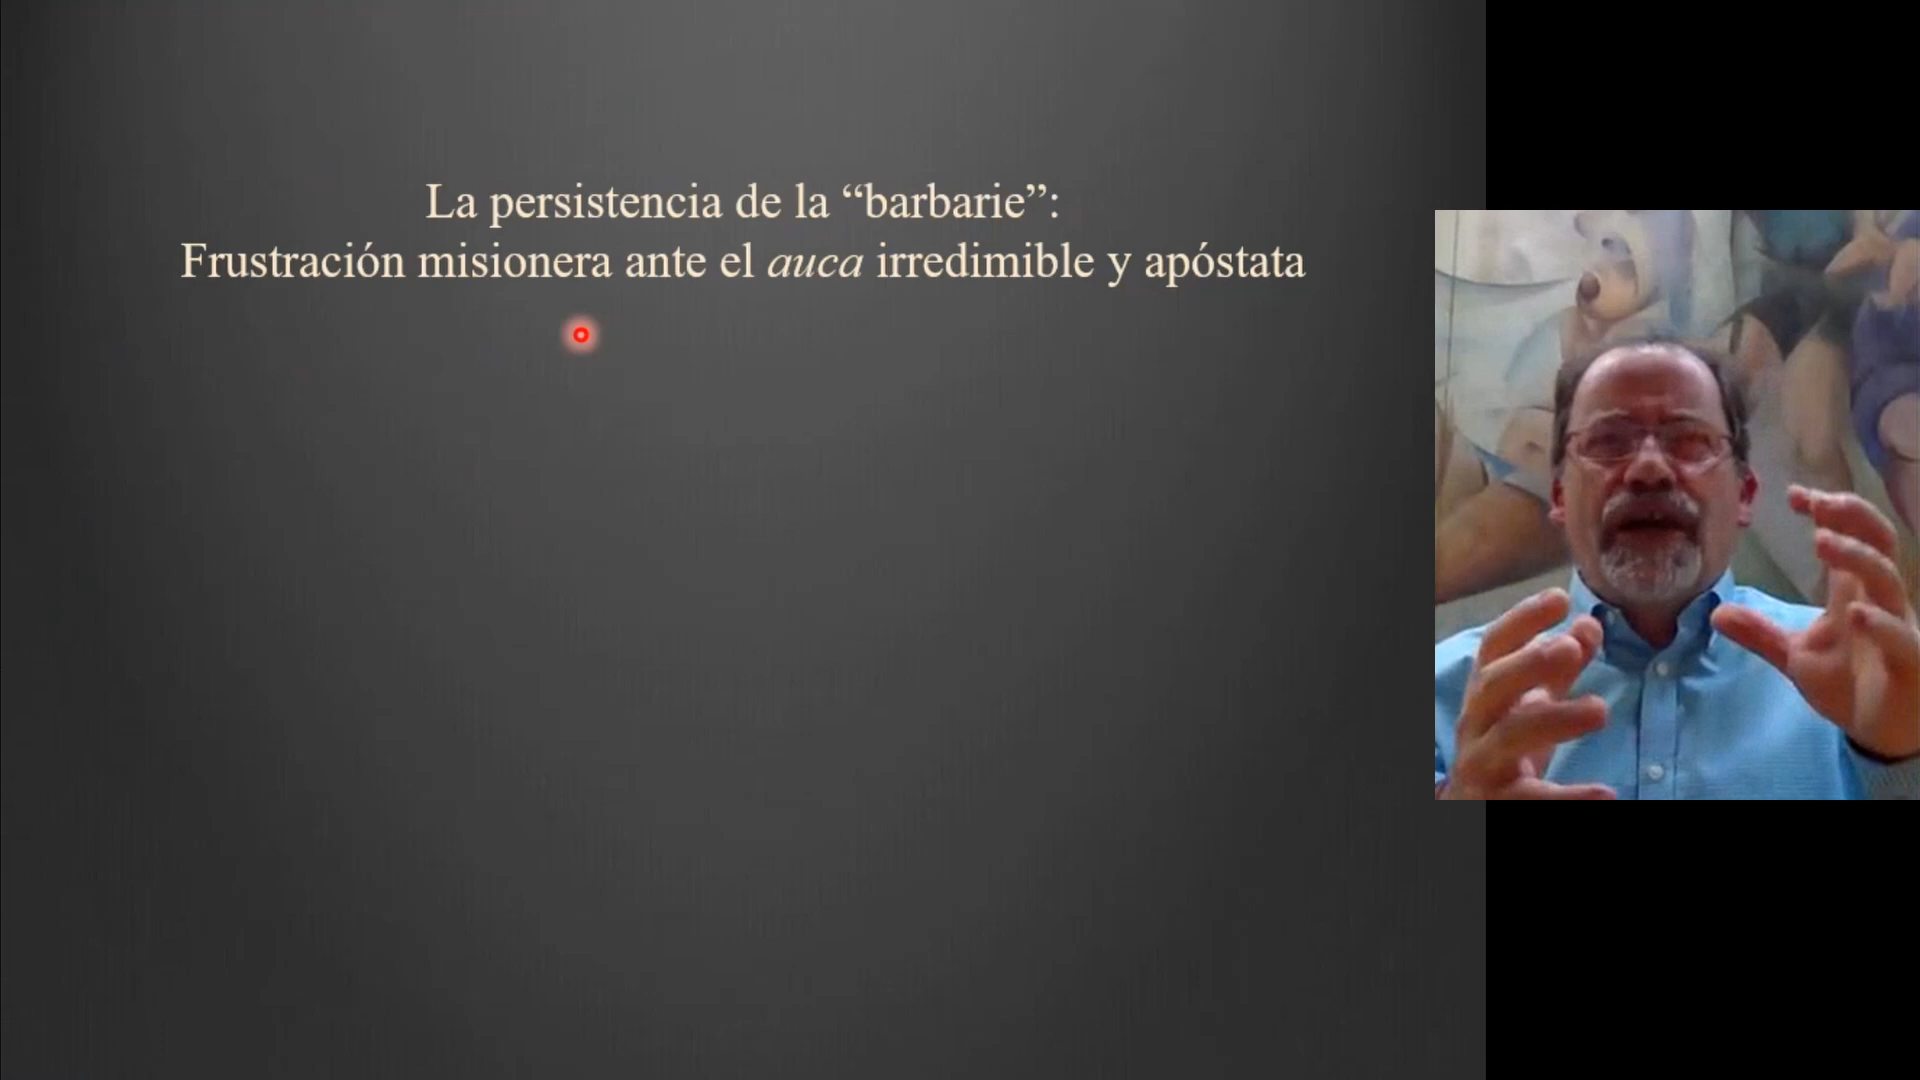 La persistencia de la “barbarie”:
Frustración misionera ante el auca irredimible y apóstata